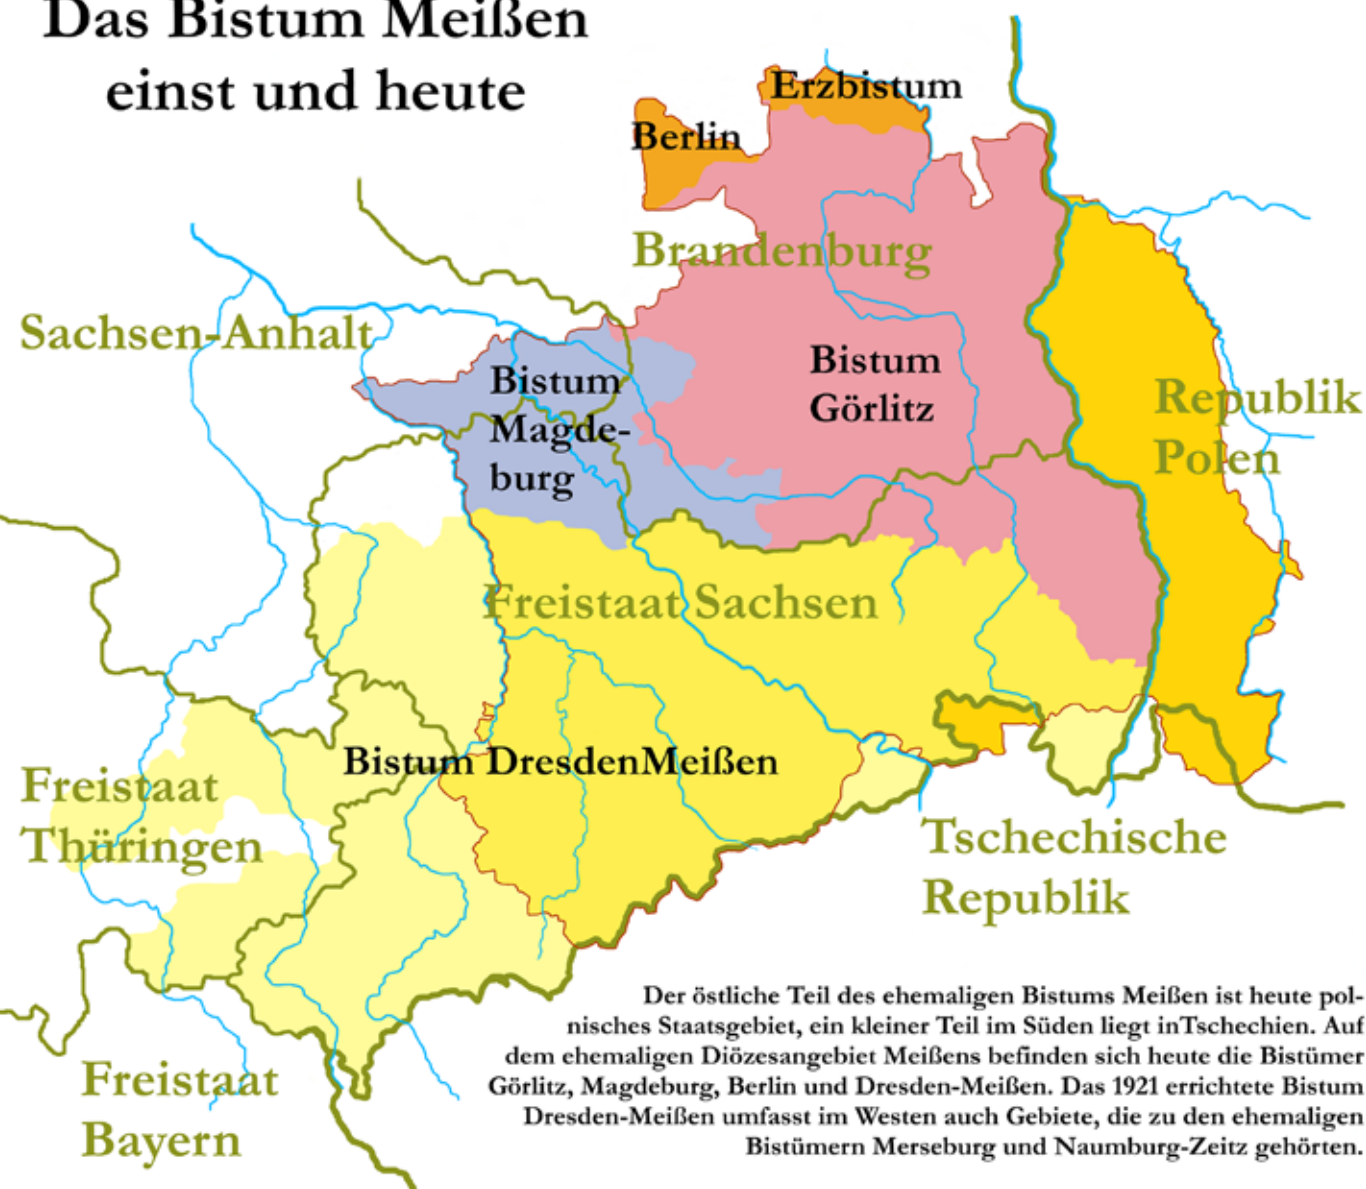 Das Bistum Meißen
einst und heute
Erzbistum
Berlin
Brandenburg
Sachsen-Anhalt
Bistum
Magde-
burg
Bistum
Görlitz
Republik
Polen
Freistaat Sachsen
Bistum DresdenMeißen
Freistaat
Thüringen
Tschechische
Republik
Freistaat
Bayern
Der östliche Teil des ehemaligen Bistums Meißen ist heute pol-
nisches Staatsgebiet, ein kleiner Teil im Süden liegt inTschechien. Auf
dem ehemaligen Diözesangebiet Meißens befinden sich heute die Bistümer
Görlitz, Magdeburg, Berlin und Dresden-Meißen. Das 1921 errichtete Bistum
Dresden-Meißen umfasst im Westen auch Gebiete, die zu den ehemaligen
Bistümern Merseburg und Naumburg-Zeitz gehörten.